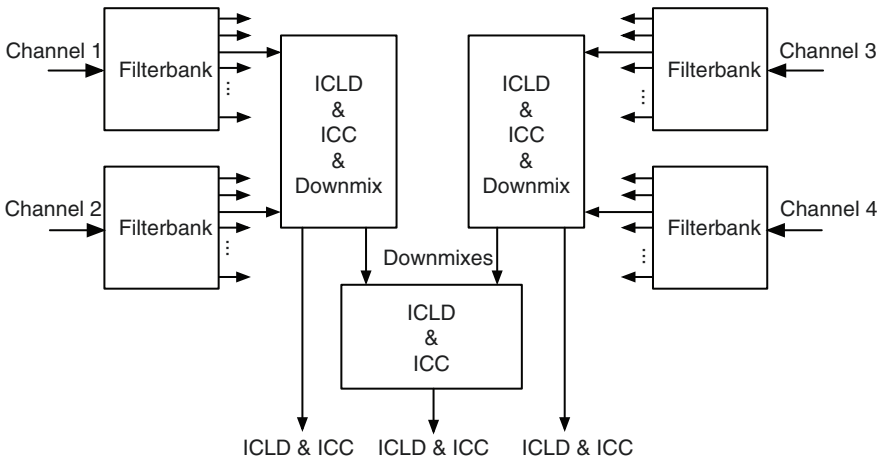 Channel 1
Filterbank
...
ICLD
&
ICC
&
Downmix
ICLD
&
ICC
&
Downmix
Filterbank
...
Channel 3
Channel 2
Filterbank
...
Filterbank
...
Channel 4
Downmixes
ICLD
&
ICC
ICLD & ICC
ICLD & ICC
ICLD & ICC